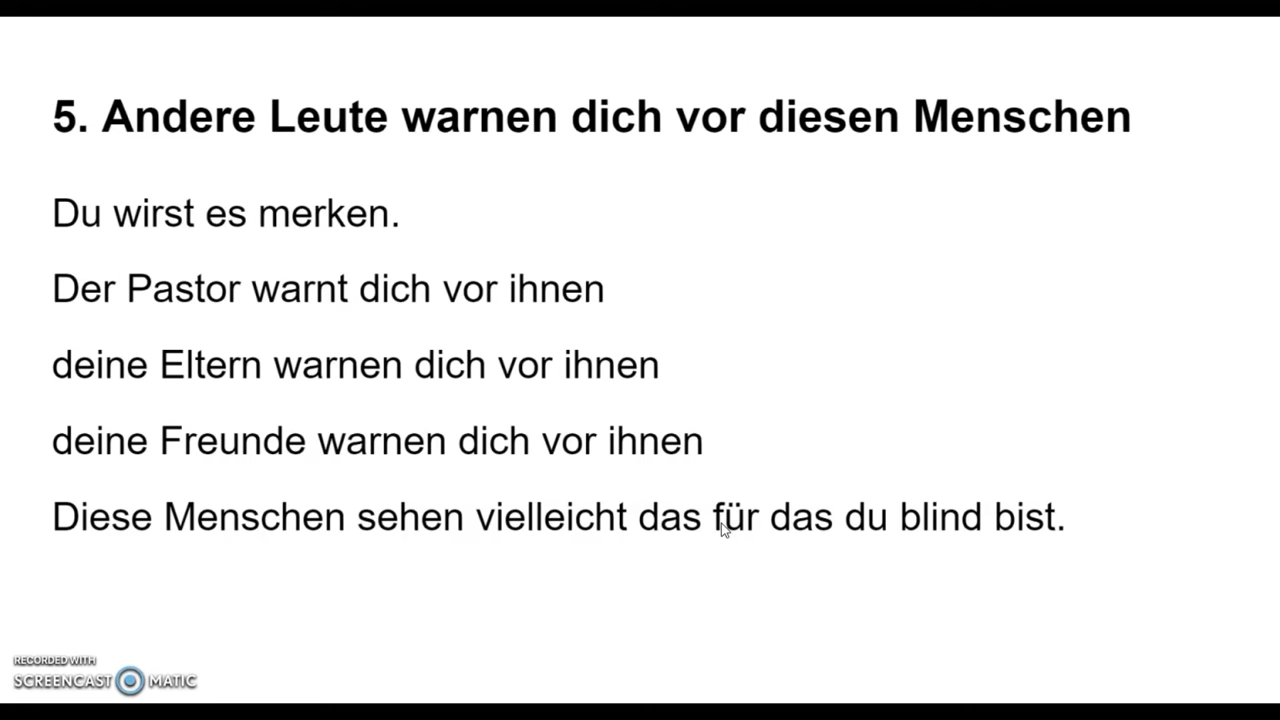 5. Andere Leute warnen dich vor diesen Menschen
Du wirst es merken.
Der Pastor warnt dich vor ihnen
deine Eltern warnen dich vor ihnen
deine Freunde warnen dich vor ihnen
Diese Menschen sehen vielleicht das für das du blind bist.
RECORDED WITH
SCREENCAST MATIC